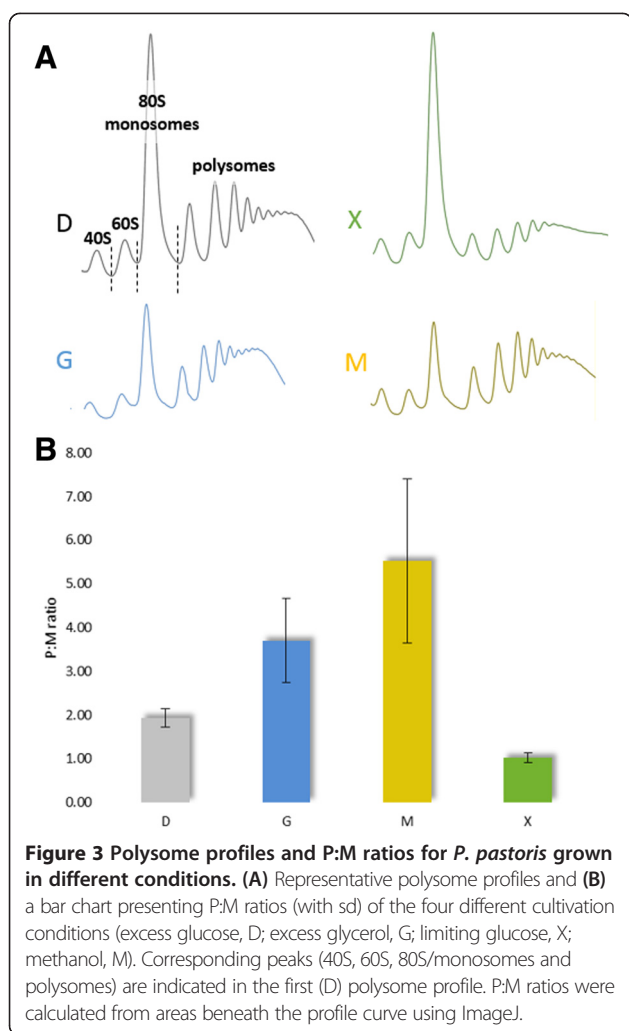 A
80S
monosomes
polysomes
D
40S
60S
X
G
M
B
8.00
7.00
6.00
5.00
4.00
3.00
2.00
1.00
0.00
P:M ratio
D G M X
Figure 3 Polysome profiles and P:M ratios for P. pastoris grown
in different conditions. (A) Representative polysome profiles and (B)
a bar chart presenting P:M ratios (with sd) of the four different cultivation
conditions (excess glucose, D; excess glycerol, G; limiting glucose, X;
methanol, M). Corresponding peaks (40S, 60S, 80S/monosomes and
polysomes) are indicated in the first (D) polysome profile. P:M ratios were
calculated from areas beneath the profile curve using ImageJ.